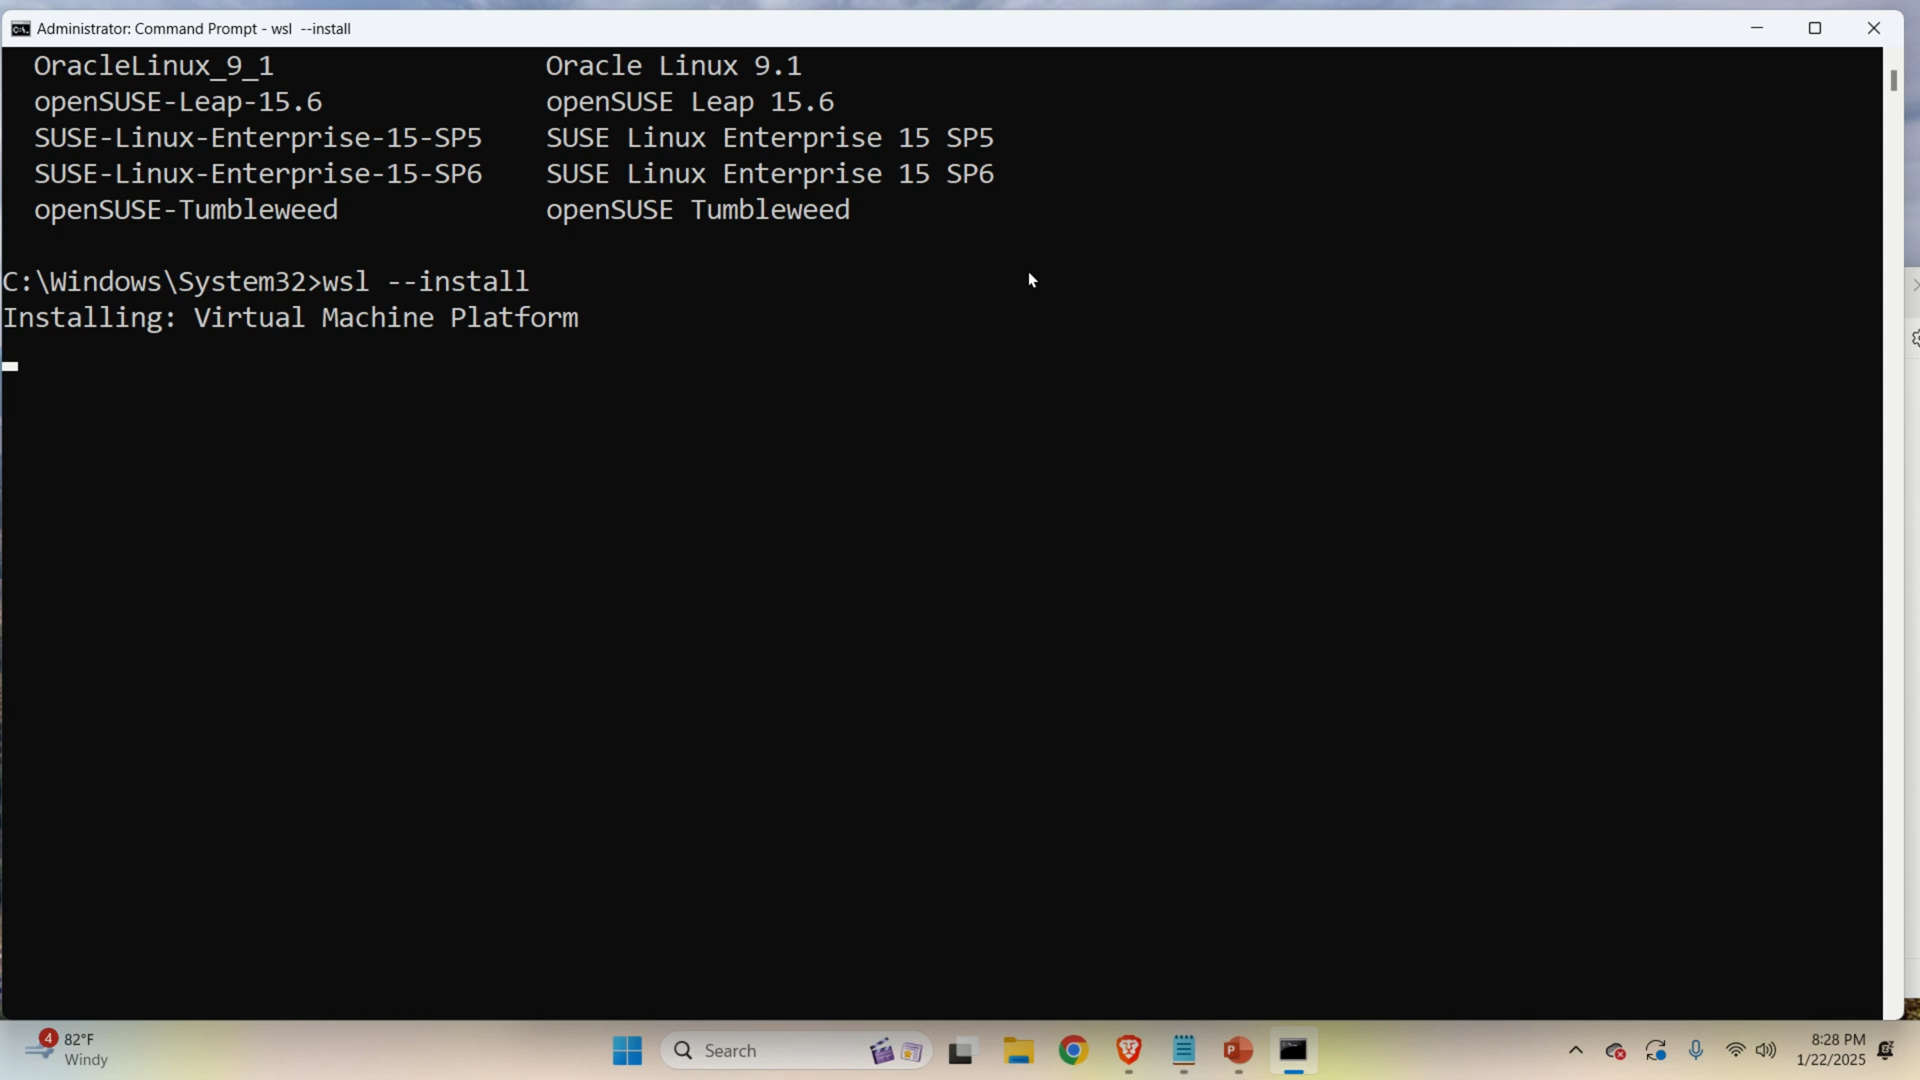 Administrator: Command Prompt - wsl  --install
OracleLinux_9_1                 Oracle Linux 9.1
openSUSE-Leap-15.6              openSUSE Leap 15.6
SUSE-Linux-Enterprise-15-SP5    SUSE Linux Enterprise 15 SP5
SUSE-Linux-Enterprise-15-SP6    SUSE Linux Enterprise 15 SP6
openSUSE-Tumbleweed             openSUSE Tumbleweed
C:\Windows\System32>wsl --install
Installing: Virtual Machine Platform
4 82°F
Windy
Search
8:28 PM
1/22/2025